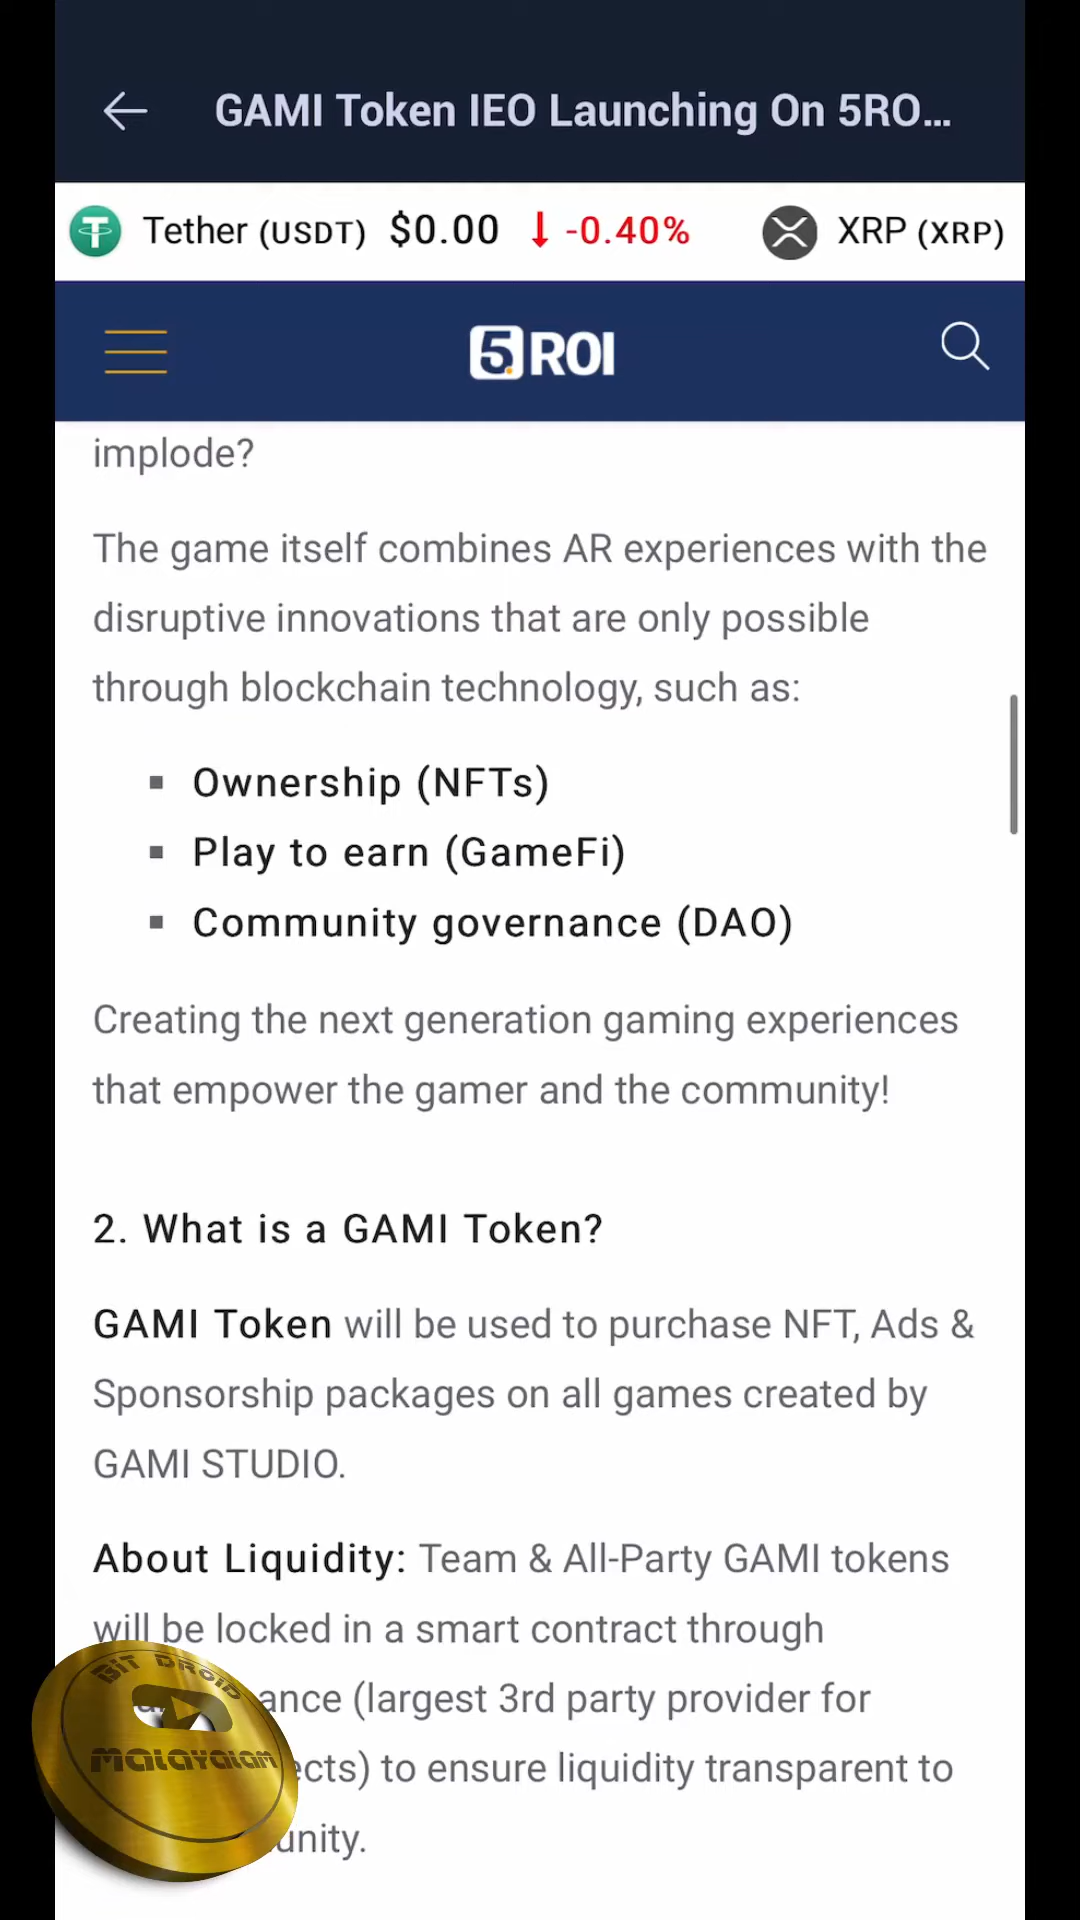 GAMI Token IEO Launching On 5RO...
Tether (USDT) $0.00 -0.40% XRP (XRP)
5 ROI
implode?
The game itself combines AR experiences with the
disruptive innovations that are only possible
through blockchain technology, such as:
Ownership (NFTs)
Play to earn (GameFi)
Community governance (DAO)
Creating the next generation gaming experiences
that empower the gamer and the community!
2. What is a GAMI Token?
GAMI Token will be used to purchase NFT, Ads &
Sponsorship packages on all games created by
GAMI STUDIO.
About Liquidity: Team & All-Party GAMI tokens
will be locked in a smart contract through
ance (largest 3rd party provider for
ects) to ensure liquidity transparent to
unity.
BIT DROID
MALAYALAM